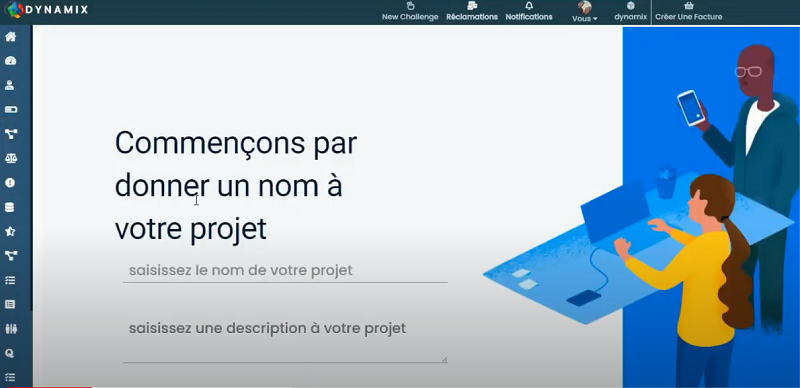 DYNAMIX
New Challenge
Réclamations
Notifications
Vous
dynamix
Créer Une Facture
Commençons par
donner un nom à
votre projet
saisissez le nom de votre projet
saisissez une description à votre projet